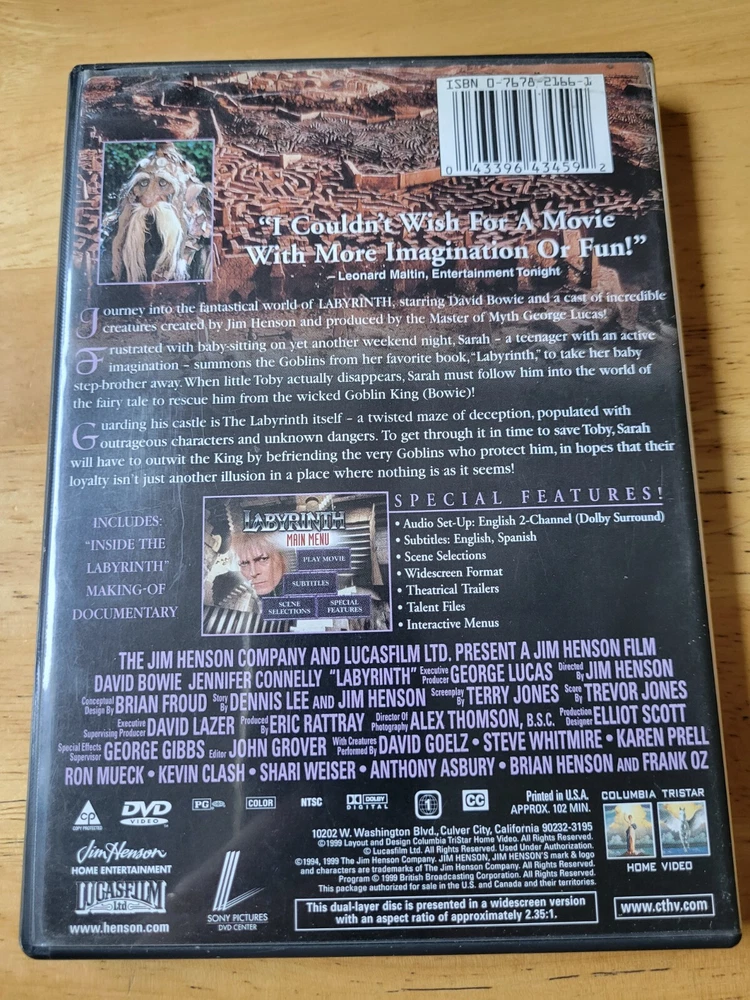 ISBN 0-7678-2166-1
0 43396 43459 2
"I Couldn't Wish For A Movie
With More Imagination Or Fun!"
– Leonard Maltin, Entertainment Tonight
Journey into the fantastical world of LABYRINTH, starring David Bowie and a cast of incredible
creatures created by Jim Henson and produced by the Master of Myth George Lucas!
Frustrated with baby-sitting on yet another weekend night, Sarah – a teenager with an active
imagination – summons the Goblins from her favorite book, "Labyrinth," to take her baby
step-brother away. When little Toby actually disappears, Sarah must follow him into the world of
the fairy tale to rescue him from the wicked Goblin King (Bowie)!
Guarding his castle is The Labyrinth itself – a twisted maze of deception, populated with
outrageous characters and unknown dangers. To get through it in time to save Toby, Sarah
will have to outwit the King by befriending the very Goblins who protect him, in hopes that their
loyalty isn't just another illusion in a place where nothing is as it seems!
INCLUDES:
"INSIDE THE
LABYRINTH"
MAKING-OF
DOCUMENTARY
LABYRINTH
MAIN MENU
PLAY MOVIE
SUBTITLES
SCENE
SELECTIONS
SPECIAL
FEATURES
SPECIAL FEATURES!
• Audio Set-Up: English 2-Channel (Dolby Surround)
• Subtitles: English, Spanish
• Scene Selections
• Widescreen Format
• Theatrical Trailers
• Talent Files
• Interactive Menus
THE JIM HENSON COMPANY AND LUCASFILM LTD. PRESENT A JIM HENSON FILM
DAVID BOWIE JENNIFER CONNELLY "LABYRINTH" Executive Producer GEORGE LUCAS Directed By JIM HENSON
Conceptual Design By BRIAN FROUD Story By DENNIS LEE AND JIM HENSON Screenplay By TERRY JONES Score By TREVOR JONES
Executive Supervising Producer DAVID LAZER Produced By ERIC RATTRAY Director Of Photography ALEX THOMSON, B.S.C. Production Designer ELLIOT SCOTT
Special Effects Supervisor GEORGE GIBBS Editor JOHN GROVER With Creatures Performed By DAVID GOELZ • STEVE WHITMIRE • KAREN PRELL
RON MUECK • KEVIN CLASH • SHARI WEISER • ANTHONY ASBURY • BRIAN HENSON AND FRANK OZ
CP
COPY PROTECTED
DVD
VIDEO
PG
COLOR
NTSC
DOLBY
DIGITAL
1
CC
Printed in U.S.A.
APPROX. 102 MIN.
COLUMBIA TRISTAR
HOME VIDEO
Jim Henson
HOME ENTERTAINMENT
LUCASFILM
Ltd
www.henson.com
SONY PICTURES
DVD CENTER
10202 W. Washington Blvd., Culver City, California 90232-3195
©1999 Layout and Design Columbia TriStar Home Video. All Rights Reserved.
© Lucasfilm Ltd. All Rights Reserved. Used Under Authorization.
©1994, 1999 The Jim Henson Company. JIM HENSON, JIM HENSON'S mark & logo
and characters are trademarks of The Jim Henson Company. All Rights Reserved.
Program © 1999 British Broadcasting Corporation. All Rights Reserved.
This package authorized for sale in the U.S. and Canada and their territories.
This dual-layer disc is presented in a widescreen version
with an aspect ratio of approximately 2.35:1.
www.cthv.com